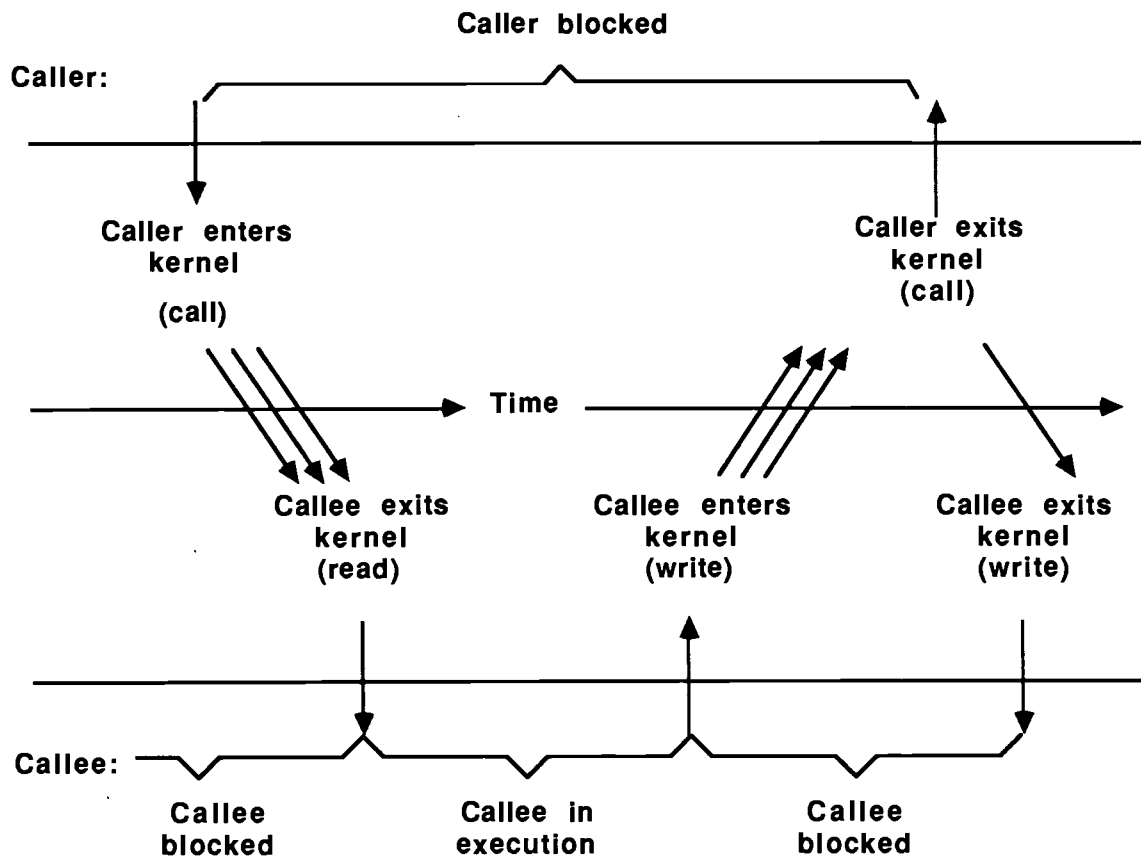 Caller blocked
Caller:
Caller enters
kernel
(call)
Caller exits
kernel
(call)
Time
Callee exits
kernel
(read)
Callee enters
kernel
(write)
Callee exits
kernel
(write)
Callee:
Callee
blocked
Callee in
execution
Callee
blocked